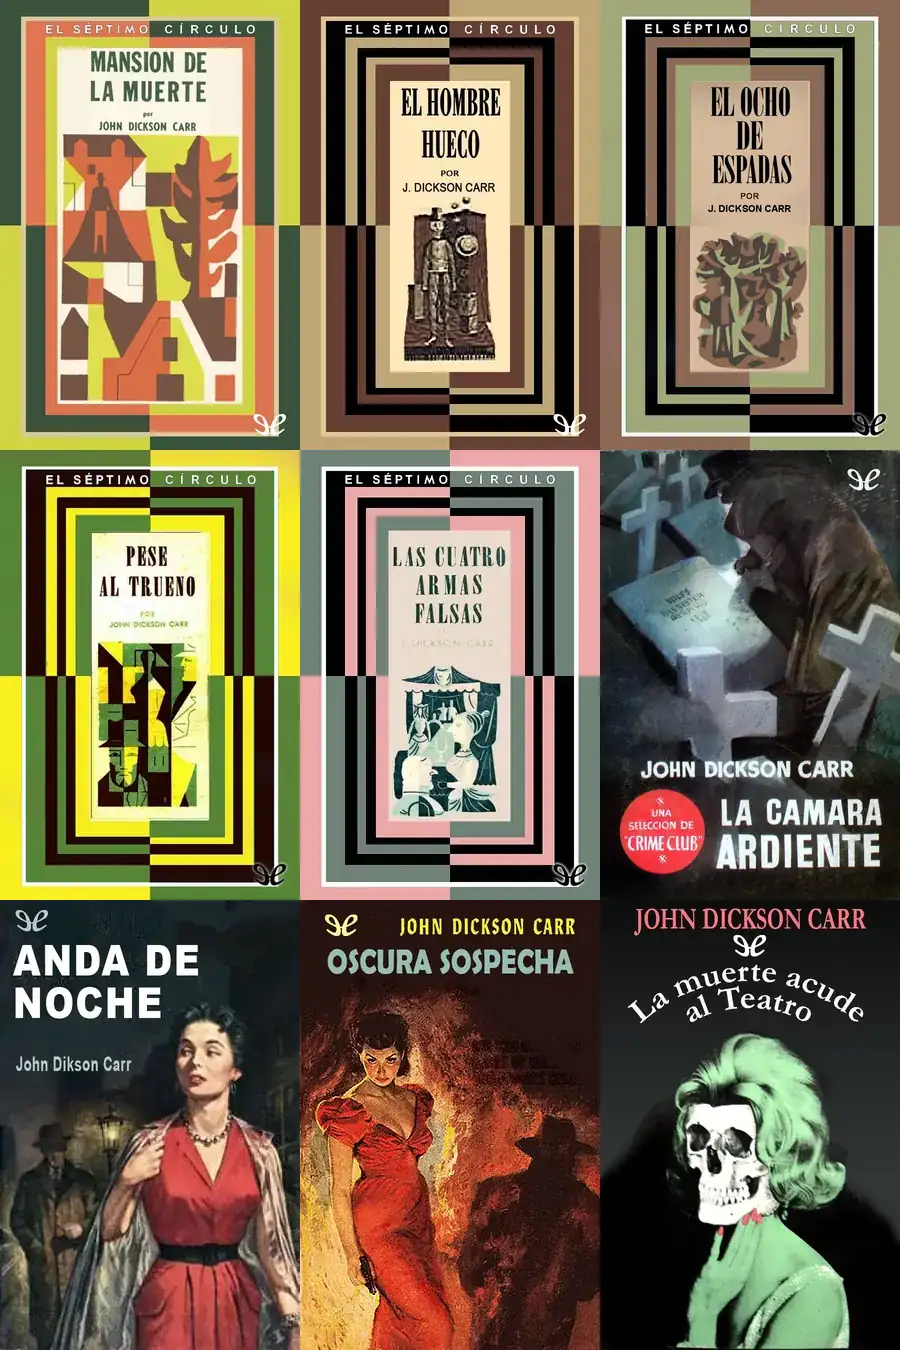 EL SÉPTIMO CÍRCULO
MANSION DE
LA MUERTE
por
JOHN DICKSON CARR
EL SÉPTIMO CÍRCULO
EL HOMBRE
HUECO
POR
J. DICKSON CARR
EL SÉPTIMO CÍRCULO
EL OCHO
DE
ESPADAS
POR
J. DICKSON CARR
EL SÉPTIMO CÍRCULO
PESE
AL TRUENO
POR
JOHN DICKSON CARR
EL SÉPTIMO CÍRCULO
LAS CUATRO
ARMAS
FALSAS
J. DICKSON CARR
JOHN DICKSON CARR
UNA
SELECCION DE
"CRIME CLUB"
LA CAMARA
ARDIENTE
ANDA DE
NOCHE
John Dikson Carr
JOHN DICKSON CARR
OSCURA SOSPECHA
JOHN DICKSON CARR
La muerte acude
al Teatro